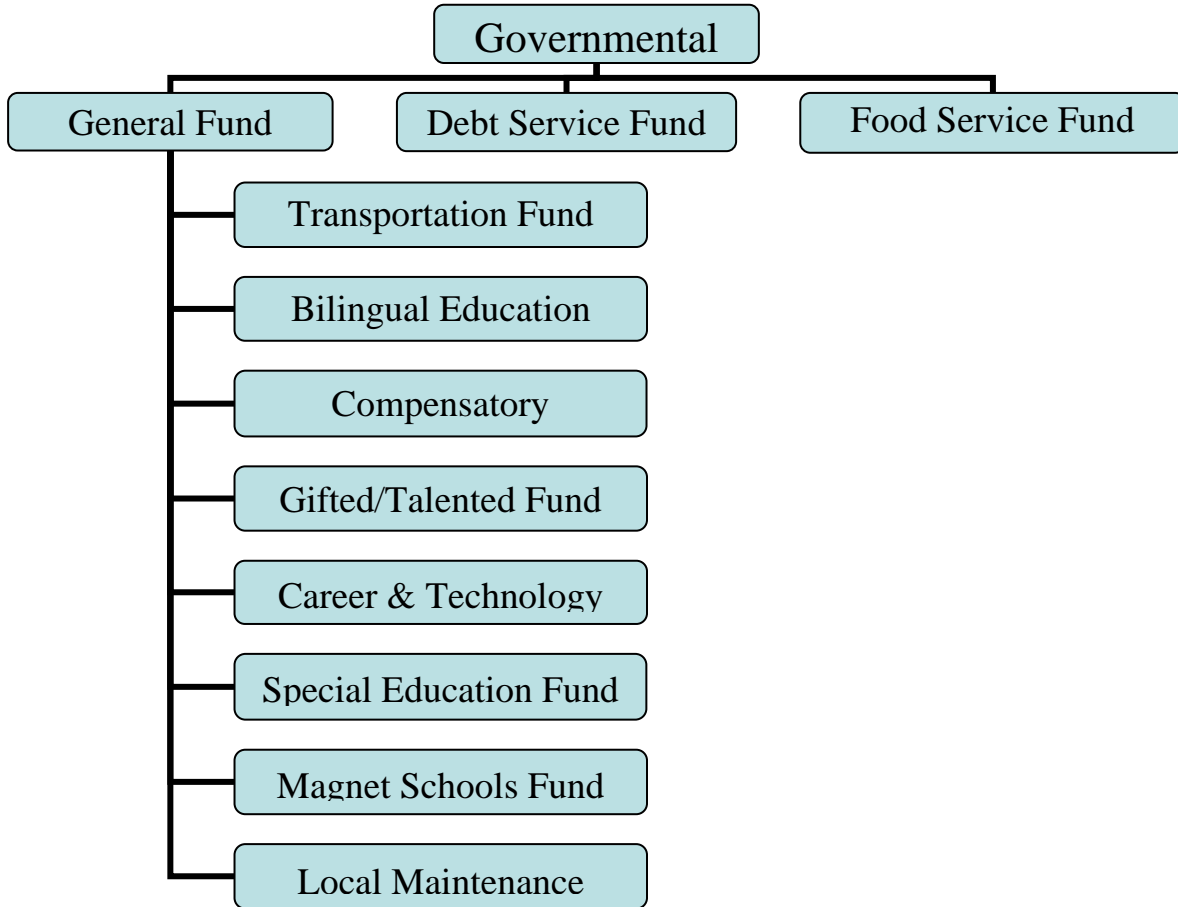 Governmental
General Fund
Debt Service Fund
Food Service Fund
Transportation Fund
Bilingual Education
Compensatory
Gifted/Talented Fund
Career & Technology
Special Education Fund
Magnet Schools Fund
Local Maintenance